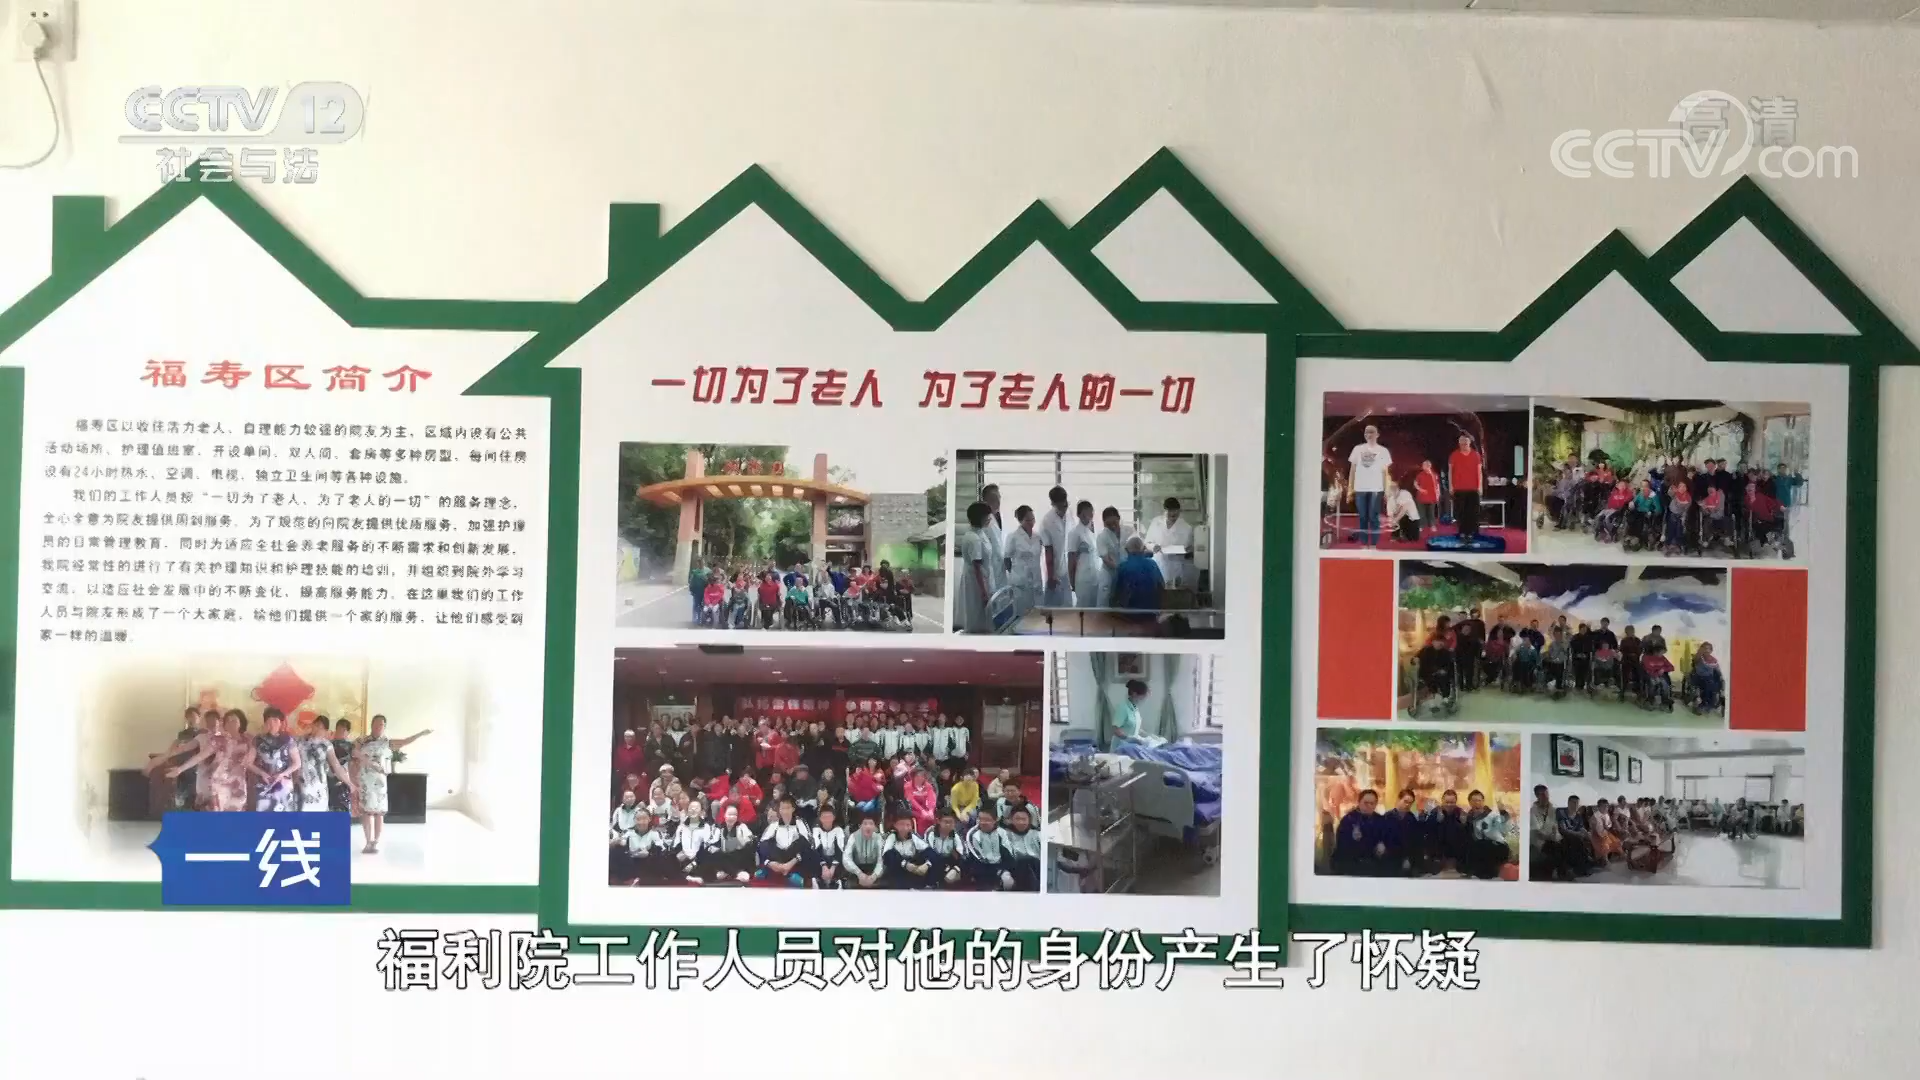 CCTV 12
社会与法
高清
CCTV.com
福寿区简介
福寿区以收住活力老人、自理能力较强的院友为主，区域内设有公共
活动场所、护理值班室，开设单间、双人间、套房等多种房型，每间住房
设有24小时热水、空调、电视、独立卫生间等各种设施。
我们的工作人员按“一切为了老人、为了老人的一切”的服务理念，
全心全意为院友提供周到服务。为了规范的向院友提供优质服务，加强护理
员的日常管理教育，同时为适应全社会养老服务的不断需求和创新发展，
我院经常性的进行了有关护理知识和护理技能的培训，并组织到院外学习
交流，以适应社会发展中的不断变化，提高服务能力。在这里我们的工作
人员与院友形成了一个大家庭，给他们提供一个家的服务，让他们感受到
家一样的温暖。
一切为了老人 为了老人的一切
一线
福利院工作人员对他的身份产生了怀疑